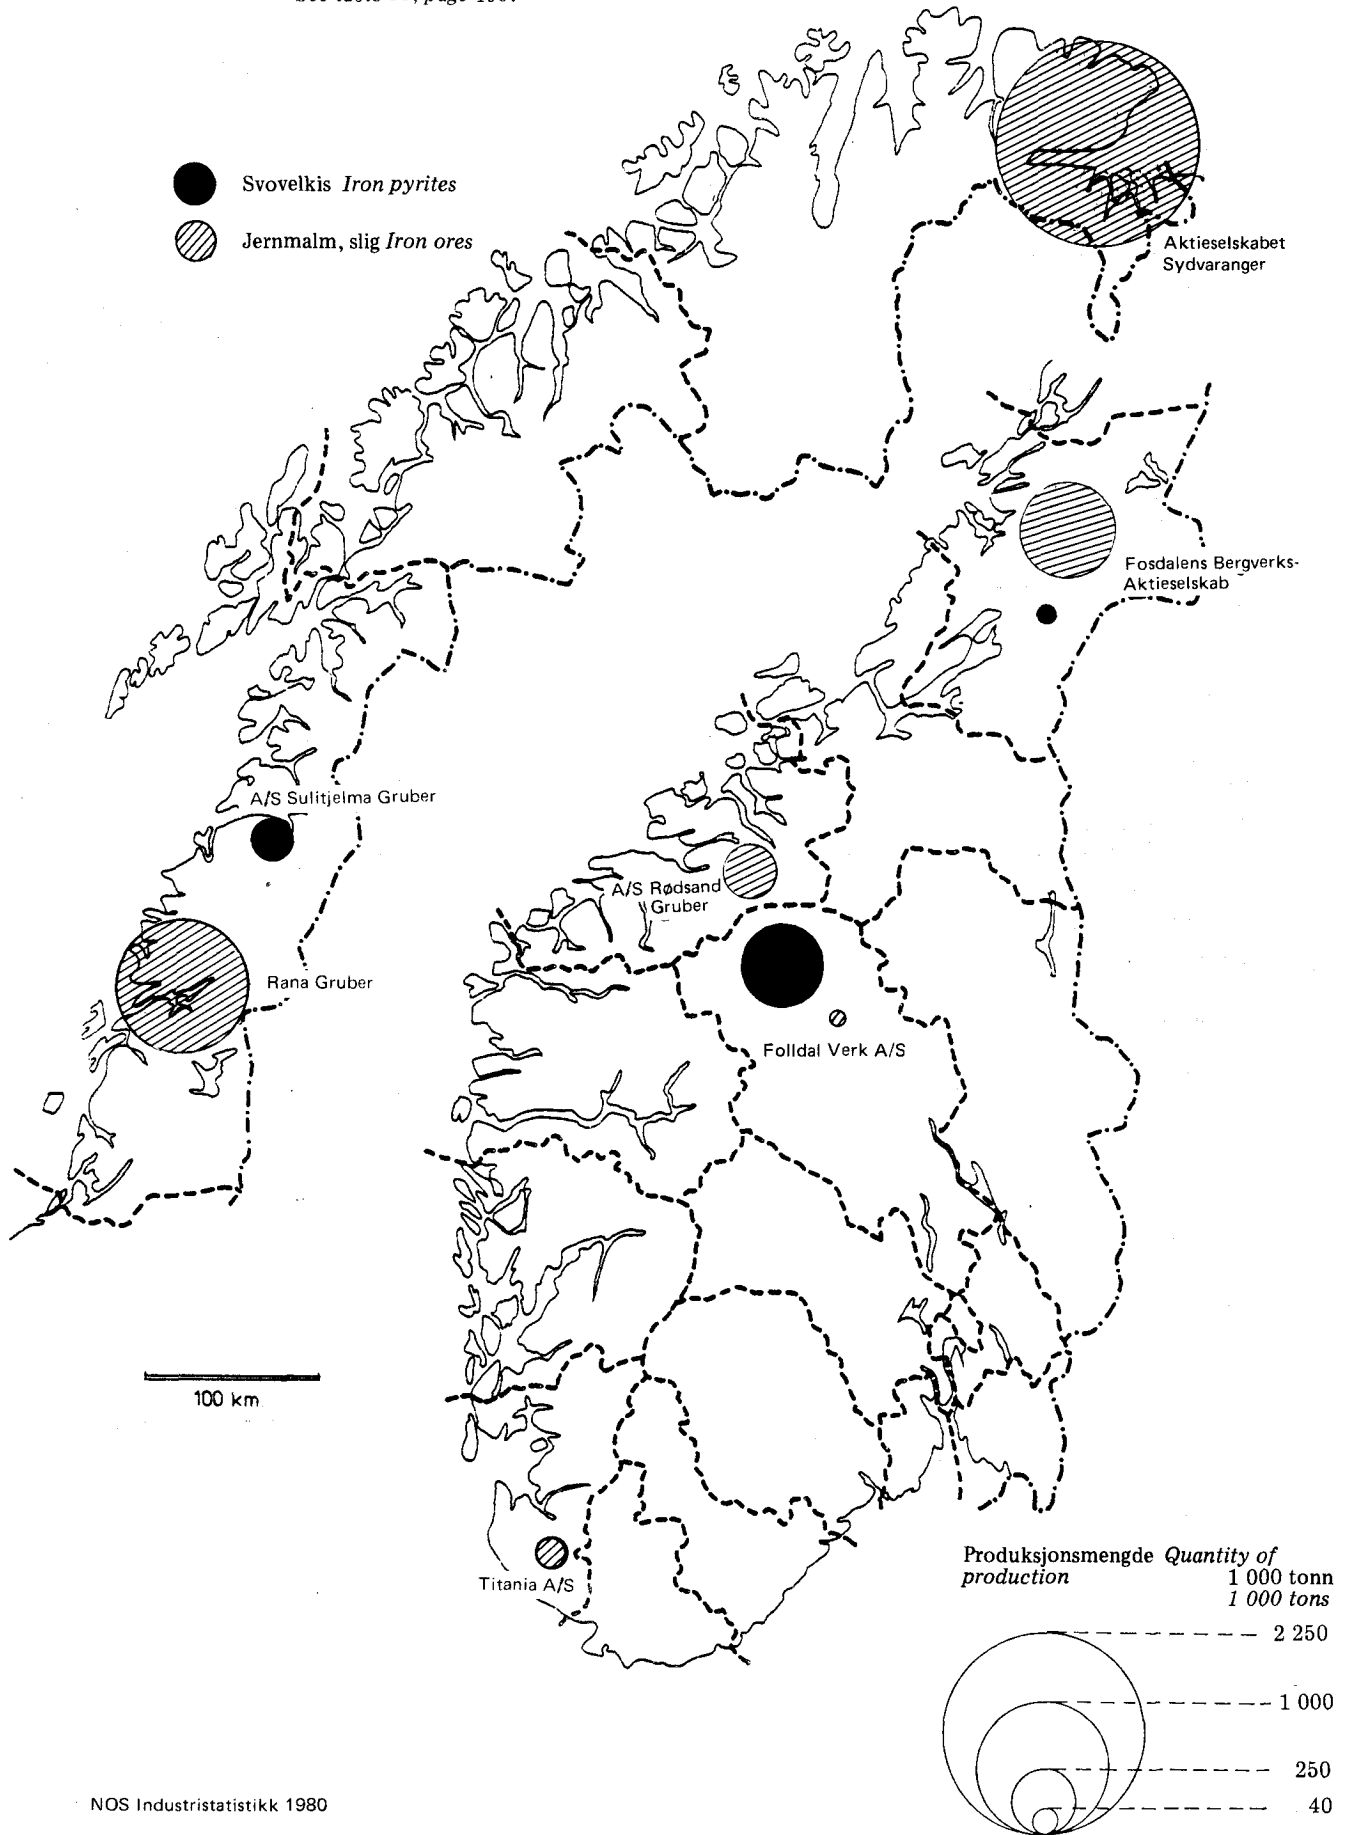 Svovelkis Iron pyrites
Jernmalm, slig Iron ores
Aktieselskabet
Sydvaranger
Fosdalens Bergverks-
Aktieselskab
A/S Sulitjelma Gruber
A/S Rødsand
Gruber
Rana Gruber
Folldal Verk A/S
100 km
Titania A/S
Produksjonsmengde Quantity of
production
1 000 tonn
1 000 tons
2 250
1 000
250
40
NOS Industristatistikk 1980